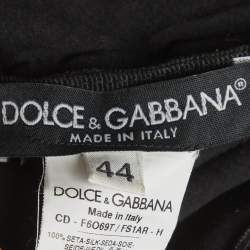 DOLCE & GABBANA®
MADE IN ITALY
44
DOLCE & GABBANA
Made in Italy
CD - F6O69T/FS1AR - H
100% SETA-SILK-SEDA-SOIE-